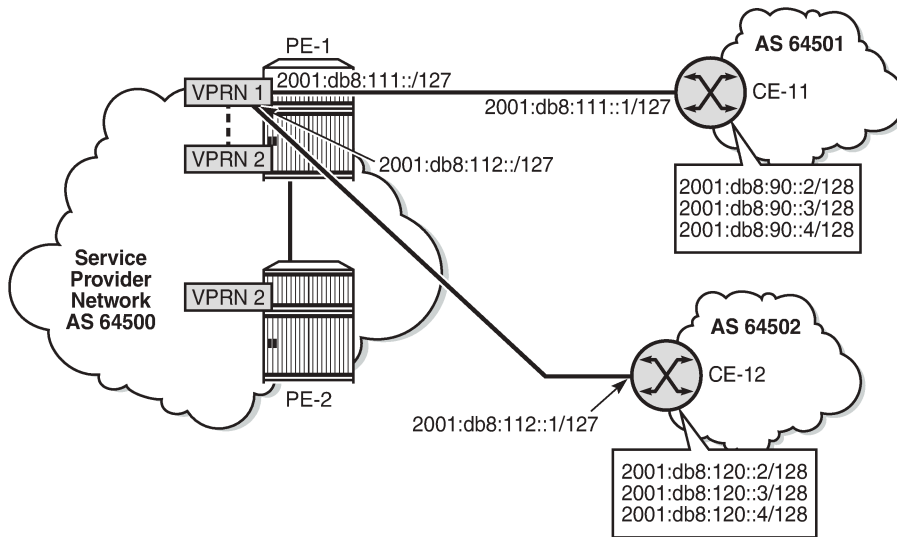 PE-1
AS 64501
VPRN 1
2001:db8:111::/127
2001:db8:111::1/127
CE-11
VPRN 2
2001:db8:112::/127
2001:db8:90::2/128
2001:db8:90::3/128
2001:db8:90::4/128
Service
Provider
Network
AS 64500
VPRN 2
PE-2
AS 64502
CE-12
2001:db8:112::1/127
2001:db8:120::2/128
2001:db8:120::3/128
2001:db8:120::4/128